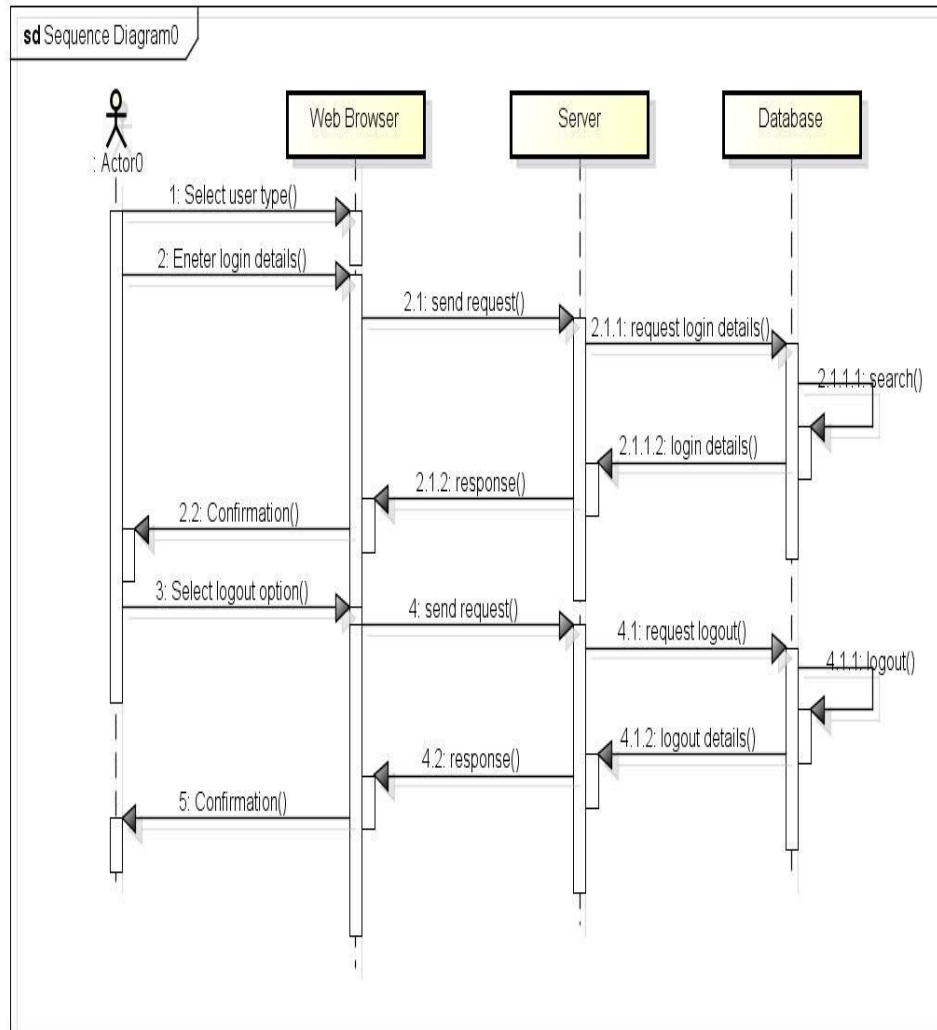 sd Sequence Diagram0
: Actor0
Web Browser
Server
Database
1: Select user type()
2: Eneter login details()
2.1: send request()
2.1.1: request login details()
2.1.1.1: search()
2.1.1.2: login details()
2.1.2: response()
2.2: Confirmation()
3: Select logout option()
4: send request()
4.1: request logout()
4.1.1: logout()
4.1.2: logout details()
4.2: response()
5: Confirmation()